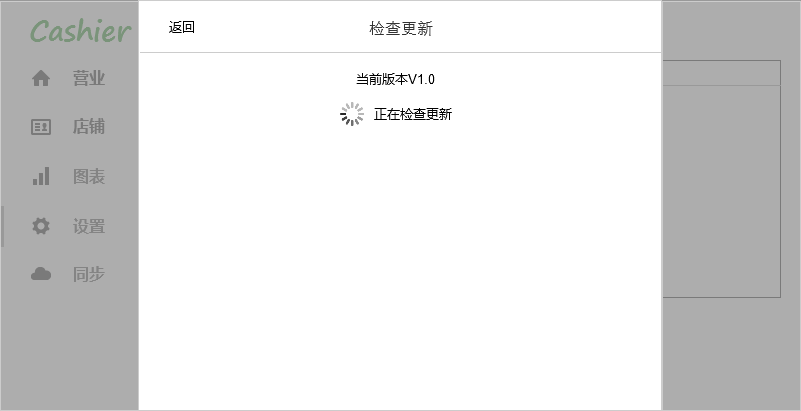 Cashier
营业
店铺
图表
设置
同步
返回
检查更新
当前版本V1.0
正在检查更新